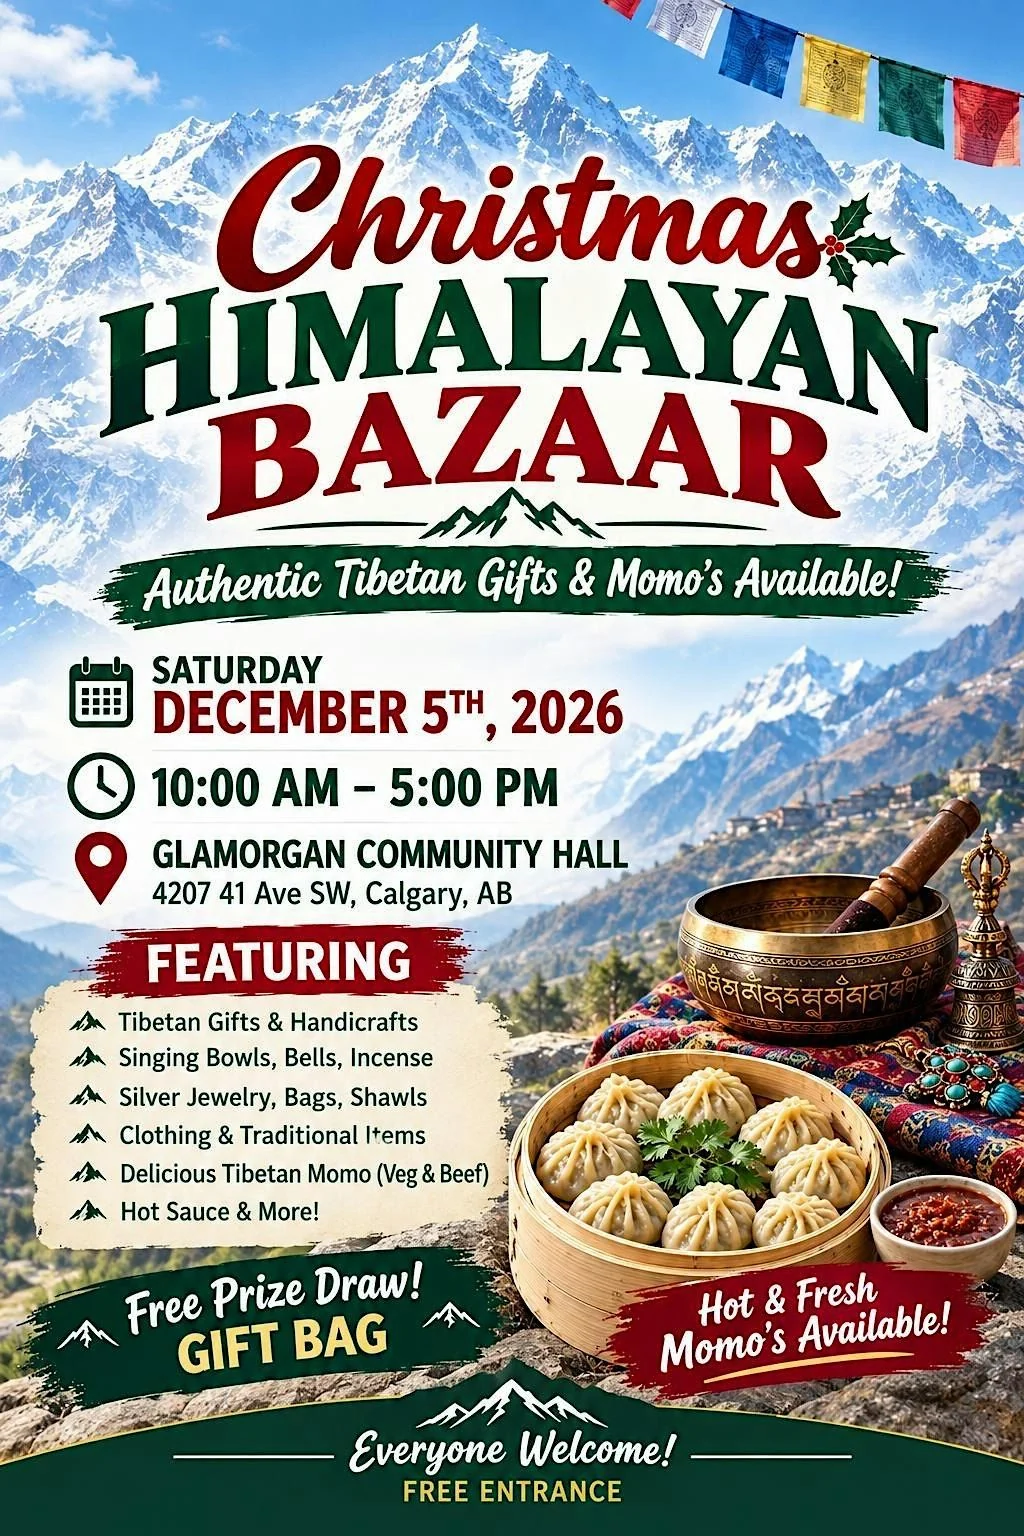 Christmas
HIMALAYAN
BAZAAR
Authentic Tibetan Gifts & Momo's Available!
SATURDAY
DECEMBER 5TH, 2026
10:00 AM – 5:00 PM
GLAMORGAN COMMUNITY HALL
4207 41 Ave SW, Calgary, AB
FEATURING
Tibetan Gifts & Handicrafts
Singing Bowls, Bells, Incense
Silver Jewelry, Bags, Shawls
Clothing & Traditional Items
Delicious Tibetan Momo (Veg & Beef)
Hot Sauce & More!
Free Prize Draw!
GIFT BAG
Hot & Fresh
Momo's Available!
Everyone Welcome!
FREE ENTRANCE